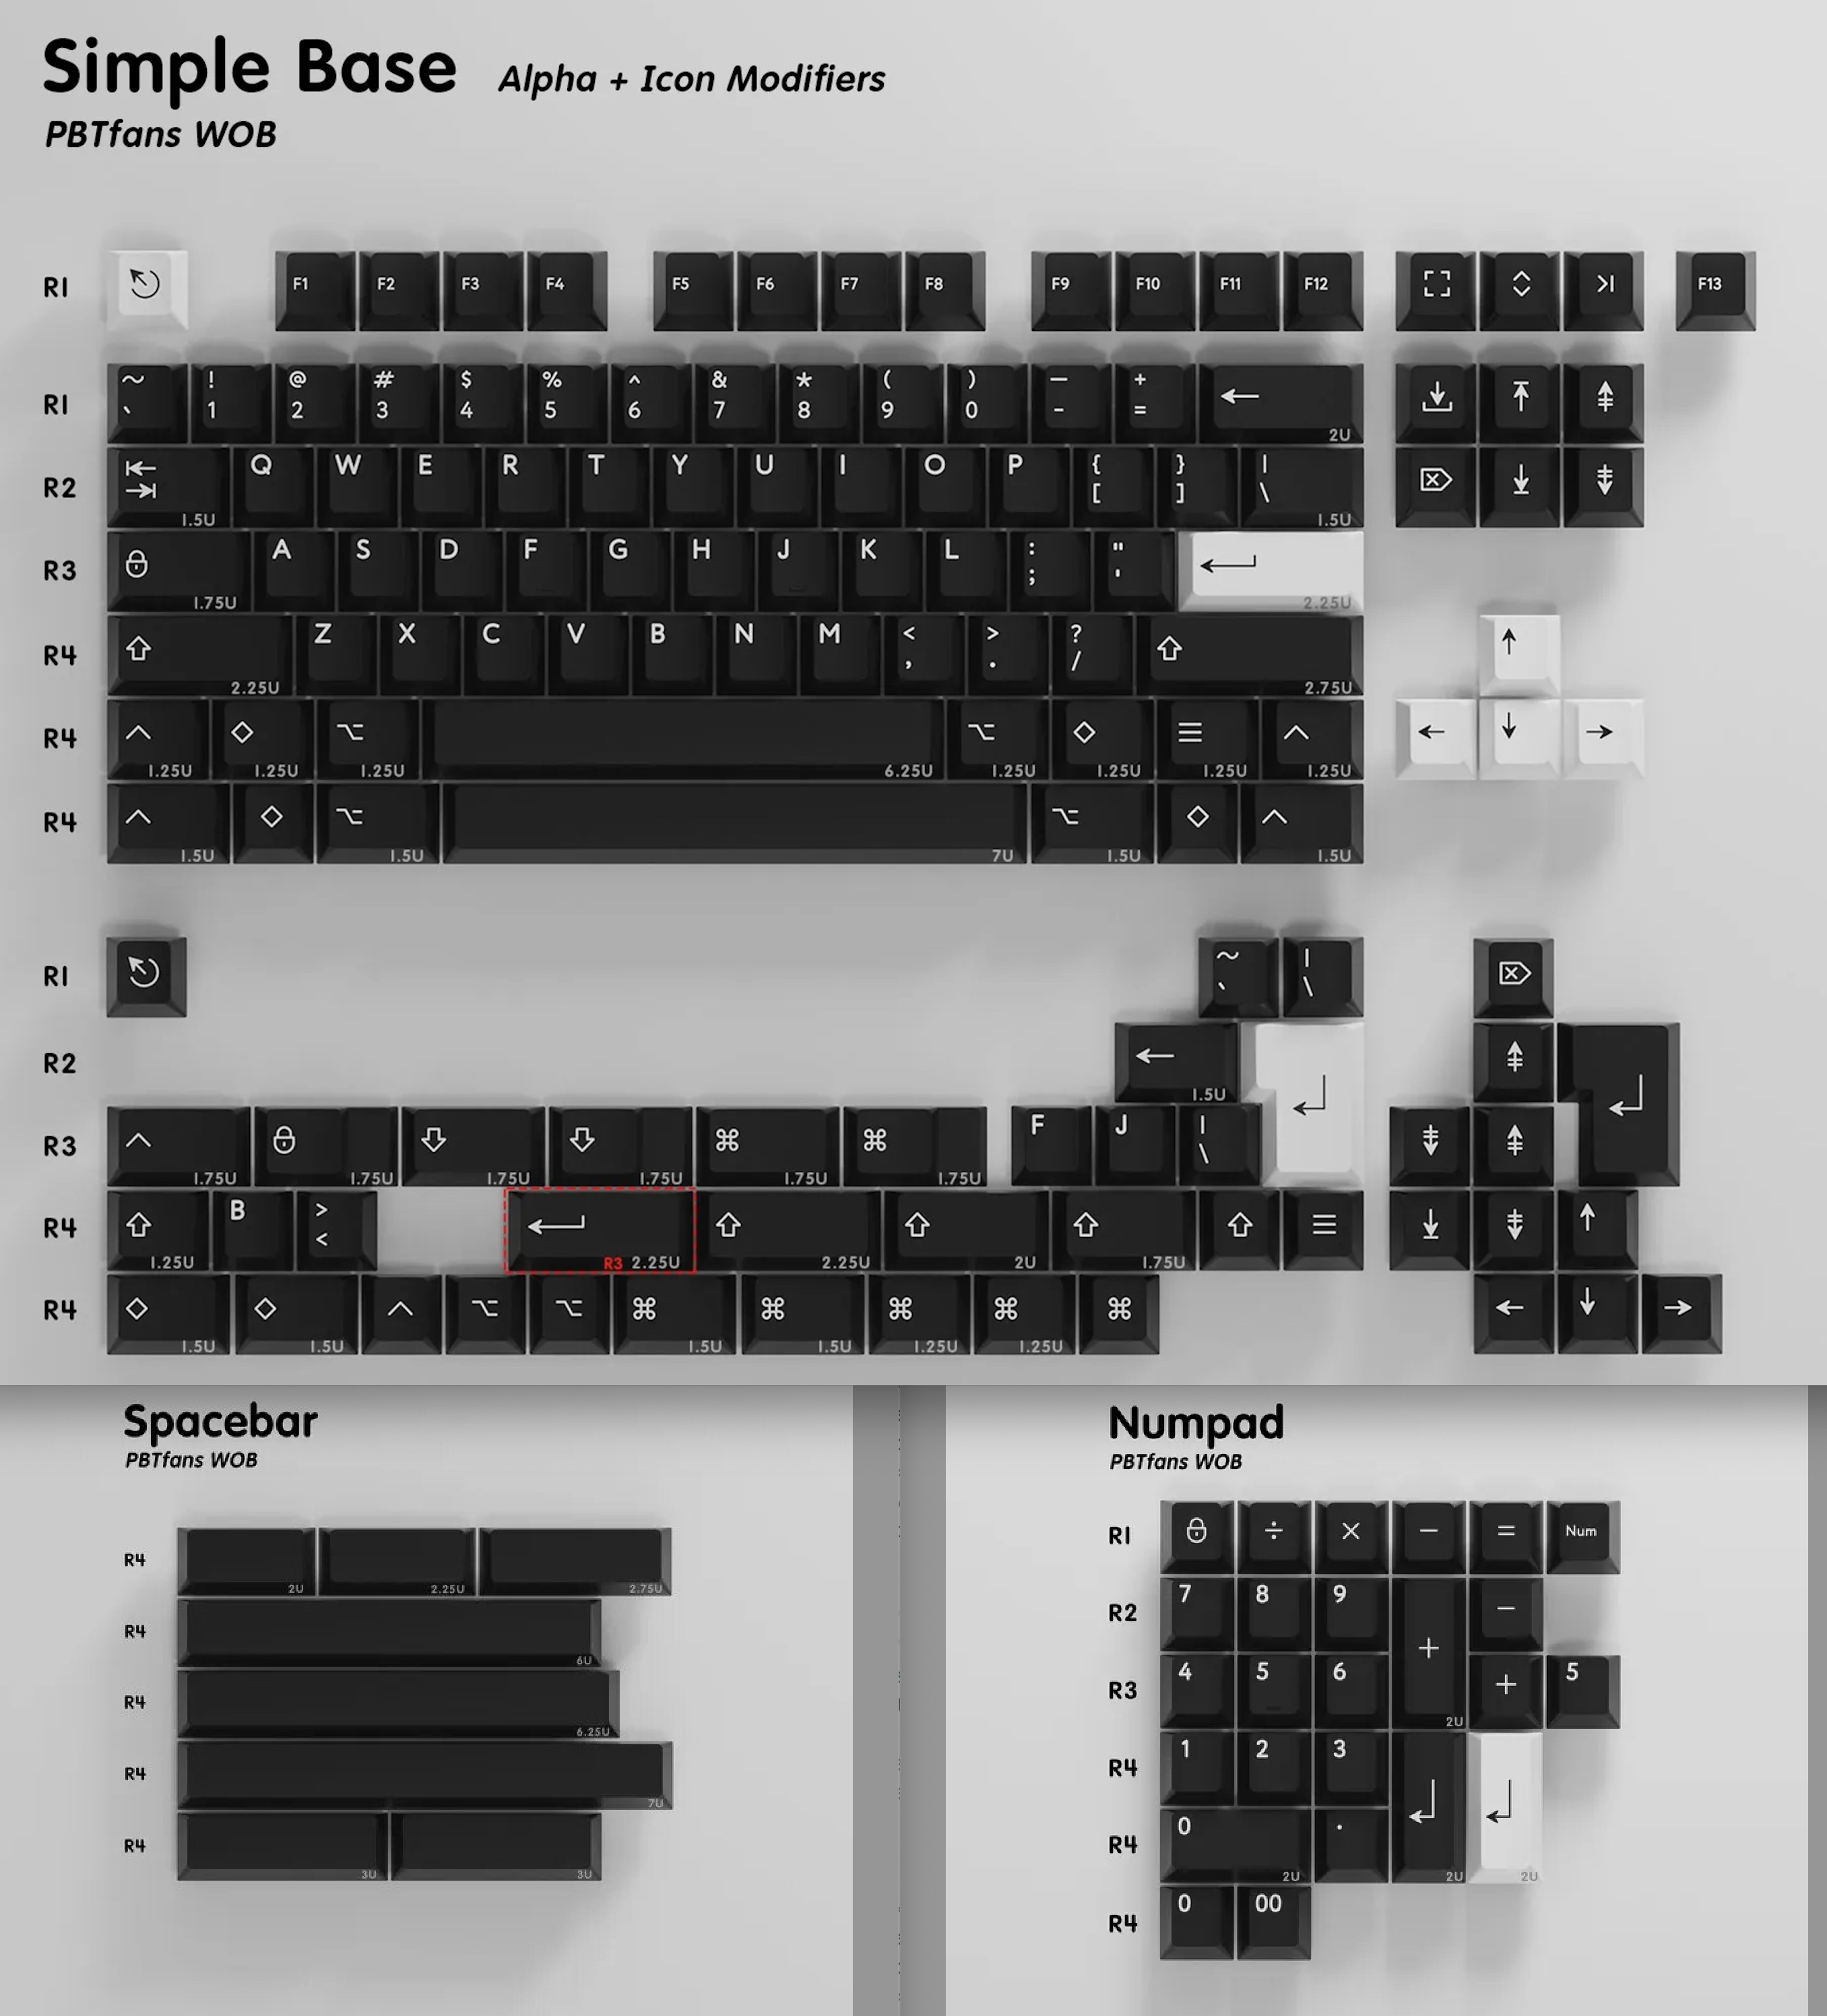 Simple Base Alpha + Icon Modifiers
PBTfans WOB
R1 F1 F2 F3 F4 F5 F6 F7 F8 F9 F10 F11 F12 F13
~ ! @ # $ % ^ & * ( ) — +
R1 ` 1 2 3 4 5 6 7 8 9 0 - =
2U
Q W E R T Y U I O P { } |
R2 [ ] \
1.5U 1.5U
A S D F G H J K L : "
R3 ; '
1.75U 2.25U
Z X C V B N M < > ?
R4 , . /
2.25U 2.75U
R4
1.25U 1.25U 1.25U 6.25U 1.25U 1.25U 1.25U 1.25U
R4
1.5U 1.5U 7U 1.5U 1.5U
~ |
R1 ` \
R2
1.5U
F J |
R3 \
1.75U 1.75U 1.75U 1.75U 1.75U 1.75U
B >
R4 <
1.25U R3 2.25U 2.25U 2U 1.75U
R4
1.5U 1.5U 1.5U 1.5U 1.25U 1.25U
Spacebar
PBTfans WOB
R4
2U 2.25U 2.75U
R4
6U
R4
6.25U
R4
7U
R4
3U 3U
Numpad
PBTfans WOB
R1 ÷ × − = Num
R2 7 8 9 −
+
R3 4 5 6 + 5
2U
R4 1 2 3
R4 0 .
2U 2U 2U
R4 0 00